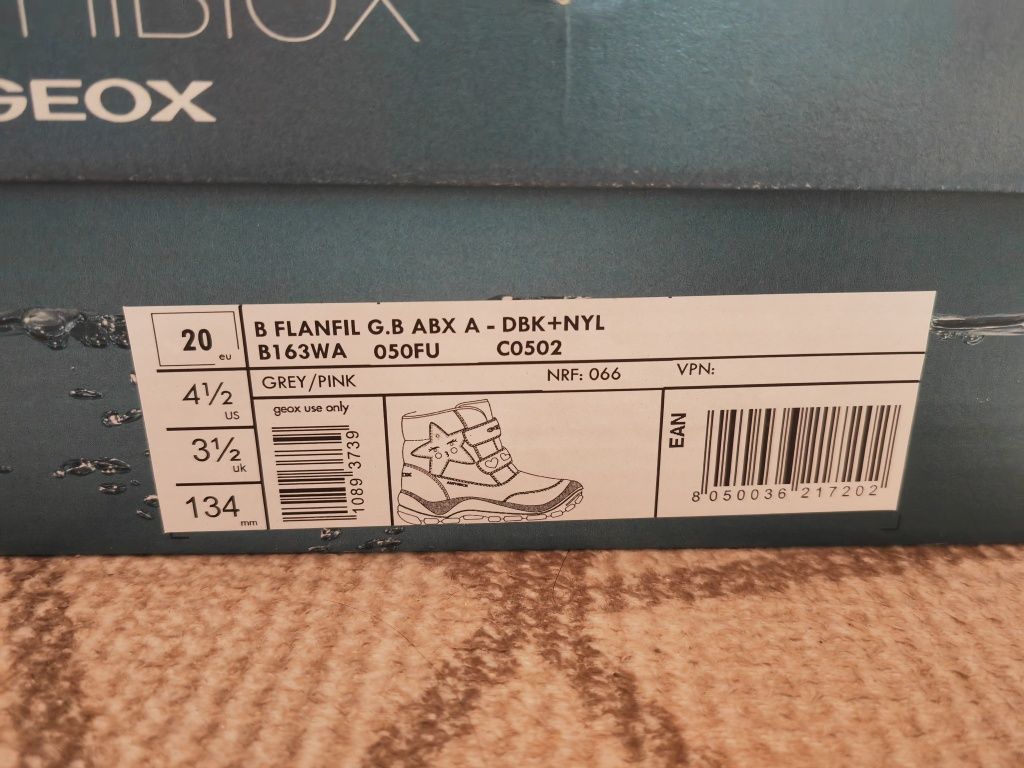 GEOX
20 eu
B FLANFIL G.B ABX A - DBK+NYL
B163WA 050FU C0502
4½ US
GREY/PINK NRF: 066 VPN:
geox use only
3½ uk
134 mm
1089 3739
EAN
8 050036 217202